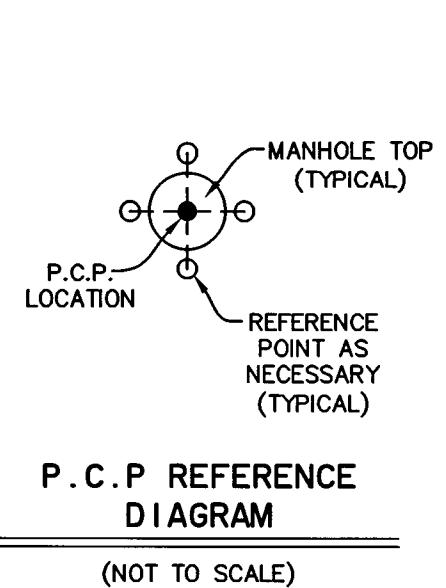 MANHOLE TOP
(TYPICAL)
P.C.P.
LOCATION
REFERENCE
POINT AS
NECESSARY
(TYPICAL)
P.C.P REFERENCE
DIAGRAM
(NOT TO SCALE)